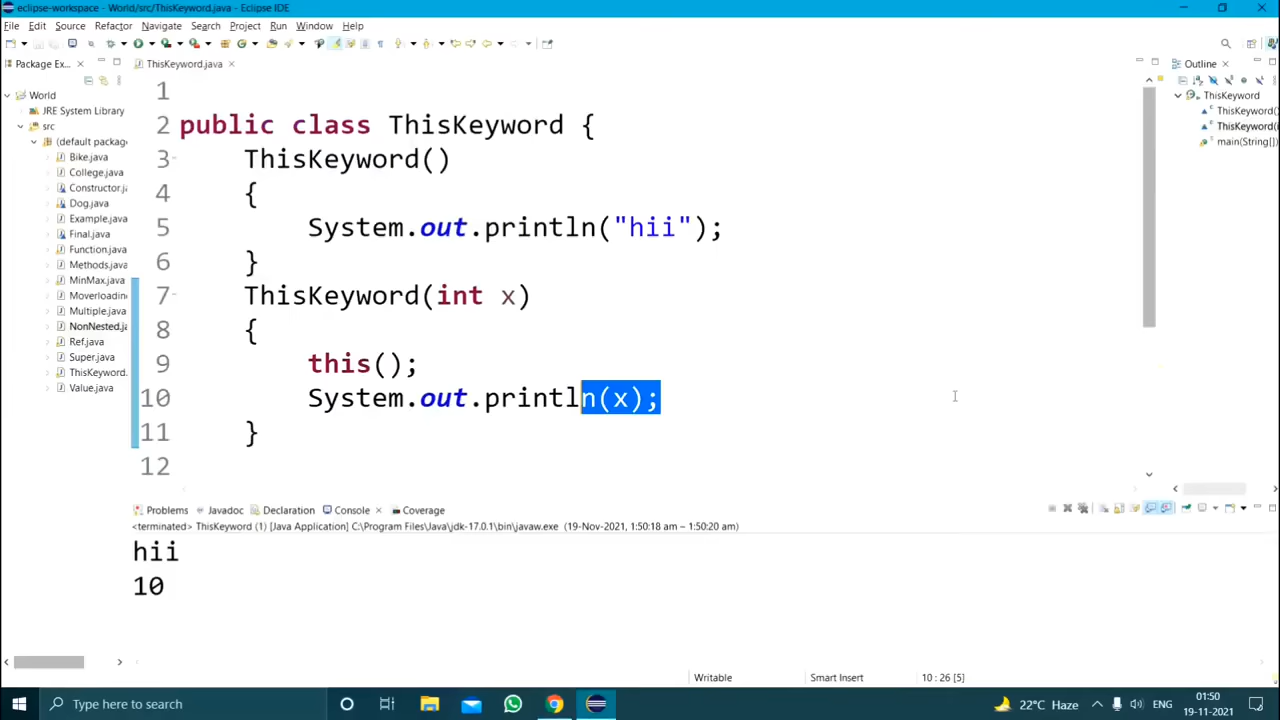 eclipse-workspace - World/src/ThisKeyword.java - Eclipse IDE
File Edit Source Refactor Navigate Search Project Run Window Help
Package Ex...
ThisKeyword.java
Outline
World
JRE System Library
src
(default package
Bike.java
College.java
Constructor.j
Dog.java
Example.java
Final.java
Function.java
Methods.java
MinMax.java
Moverloadin
Multiple.java
NonNested.j
Ref.java
Super.java
ThisKeyword.
Value.java
1
2 public class ThisKeyword {
3 ThisKeyword()
4 {
5 System.out.println("hii");
6 }
7 ThisKeyword(int x)
8 {
9 this();
10 System.out.println(x);
11 }
12
ThisKeyword
ThisKeyword(
ThisKeyword(
main(String[])
Problems Javadoc Declaration Console Coverage
<terminated> ThisKeyword (1) [Java Application] C:\Program Files\Java\jdk-17.0.1\bin\javaw.exe (19-Nov-2021, 1:50:18 am – 1:50:20 am)
hii
10
Writable Smart Insert 10 : 26 [5]
Type here to search
22°C Haze ENG 01:50
19-11-2021